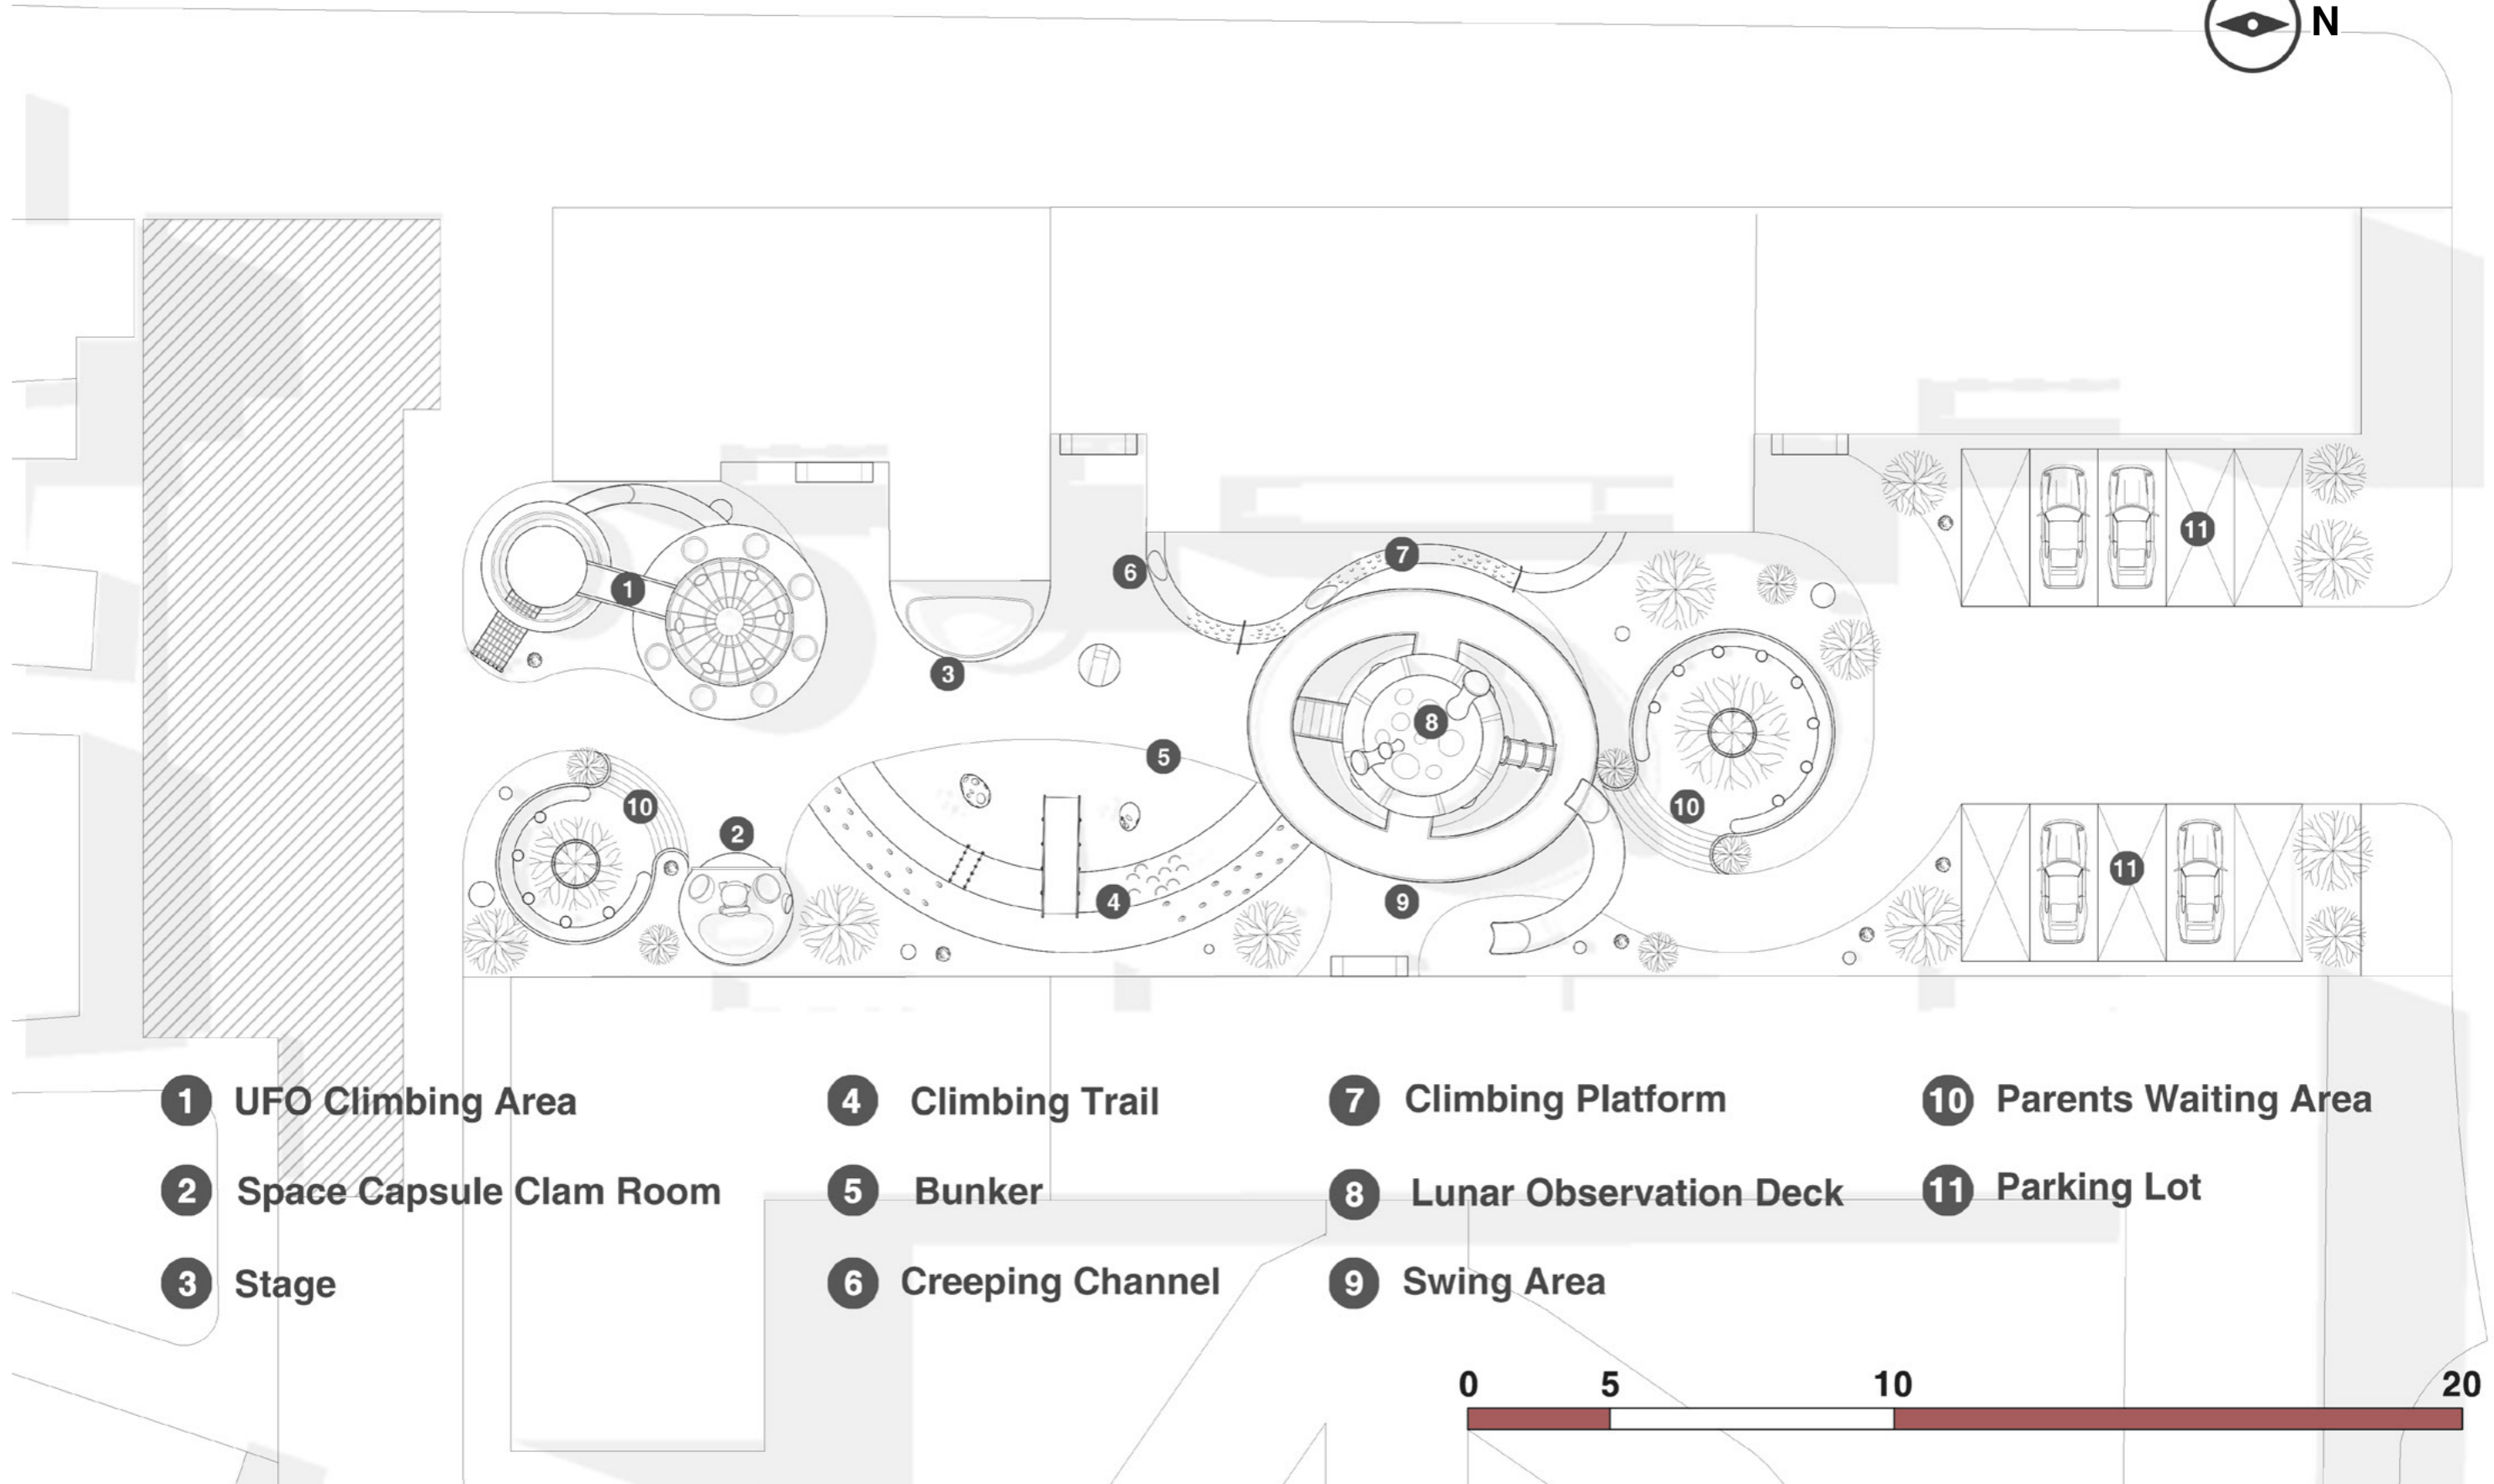 N
11
7
6
1
3
8
5
10
10
2
11
4
9
1 UFO Climbing Area
2 Space Capsule Clam Room
3 Stage
4 Climbing Trail
5 Bunker
6 Creeping Channel
7 Climbing Platform
8 Lunar Observation Deck
9 Swing Area
10 Parents Waiting Area
11 Parking Lot
0 5 10 20